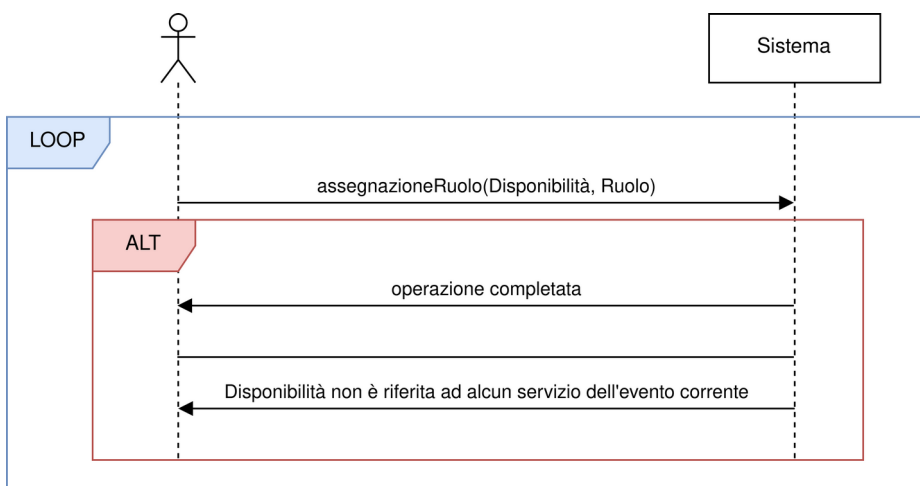 Sistema
LOOP
assegnazioneRuolo(Disponibilità, Ruolo)
ALT
operazione completata
Disponibilità non è riferita ad alcun servizio dell'evento corrente